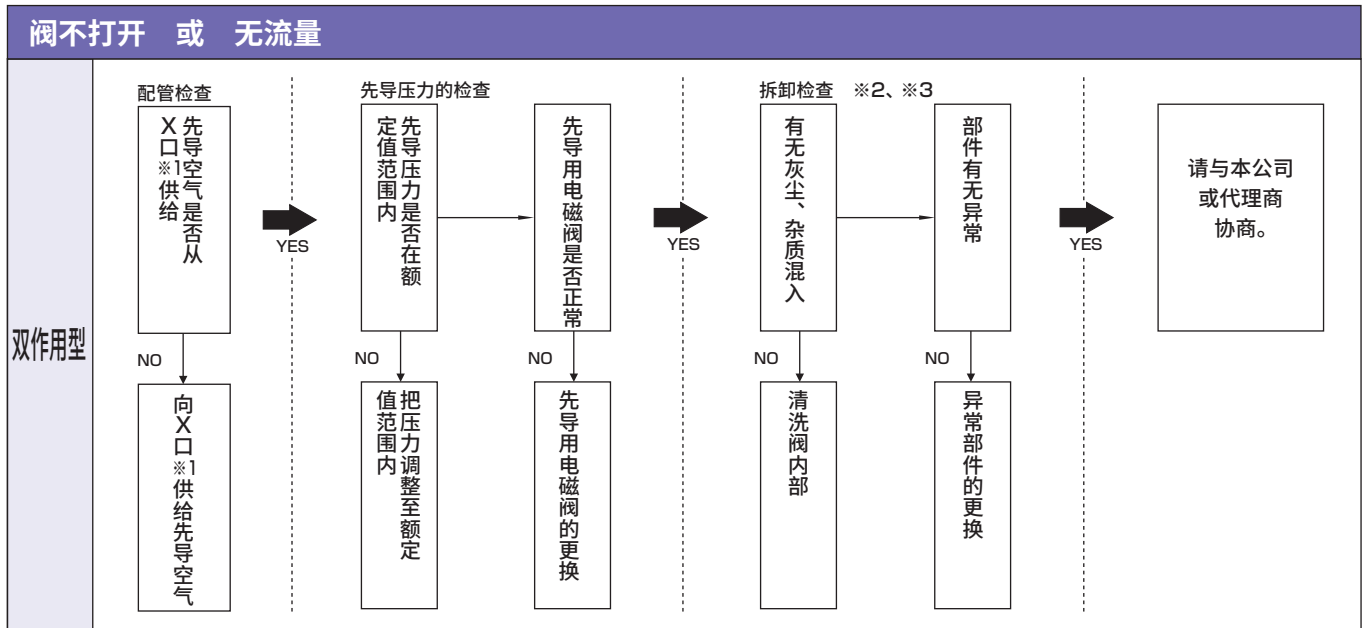 阀不打开 或 无流量
双作用型
配管检查
先导空气是否从
X口※1供给
NO
向X口※1供给先导空气
YES
先导压力的检查
先导压力是否在额
定值范围内
NO
把压力调整至额定
值范围内
先导用电磁阀是否正常
NO
先导用电磁阀的更换
YES
拆卸检查 ※2、※3
有无灰尘、杂质混入
NO
清洗阀内部
部件有无异常
NO
异常部件的更换
YES
请与本公司
或代理商
协商。